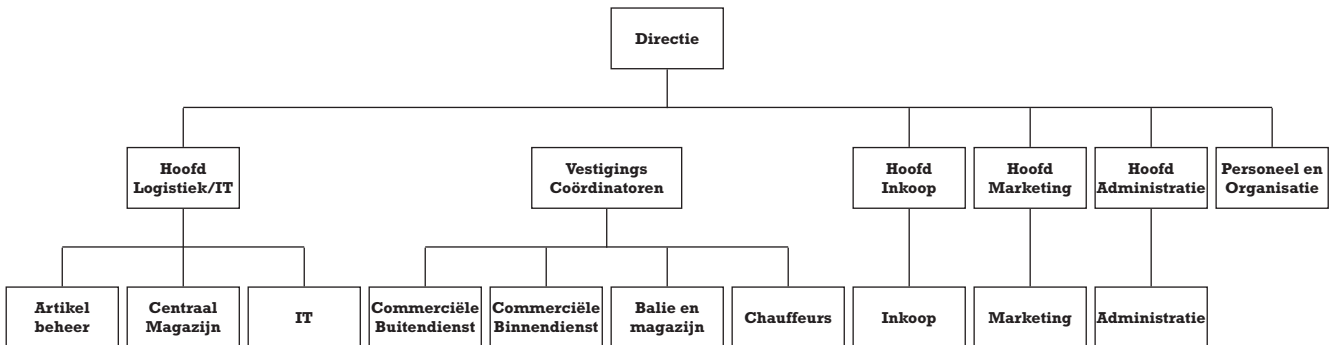 Directie
Hoofd
Logistiek/IT
Vestigings
Coördinatoren
Hoofd
Inkoop
Hoofd
Marketing
Hoofd
Administratie
Personeel en
Organisatie
Artikel
beheer
Centraal
Magazijn
IT
Commerciële
Buitendienst
Commerciële
Binnendienst
Balie en
magazijn
Chauffeurs
Inkoop
Marketing
Administratie